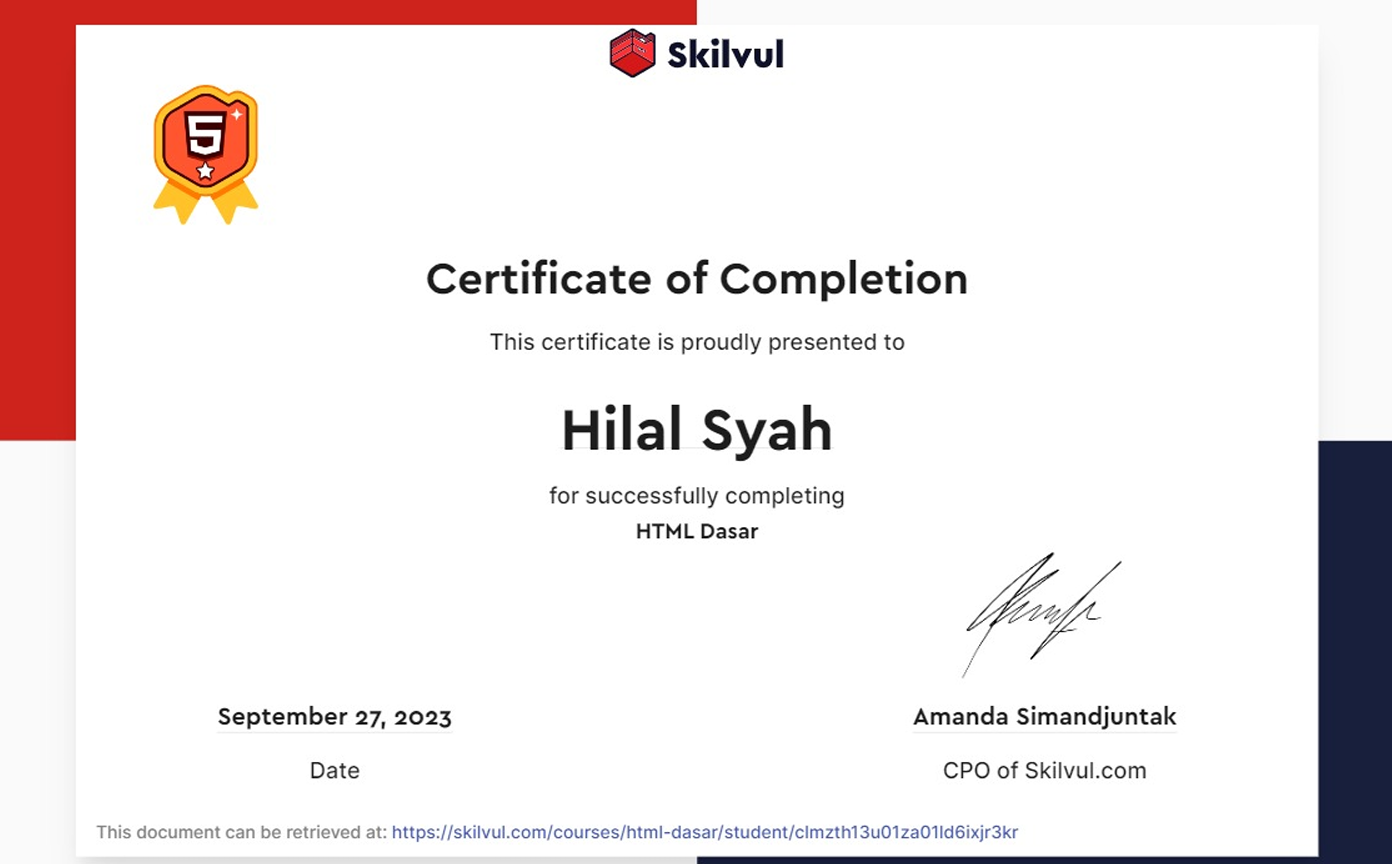 Skilvul
5
Certificate of Completion
This certificate is proudly presented to
Hilal Syah
for successfully completing
HTML Dasar
September 27, 2023
Amanda Simandjuntak
Date
CPO of Skilvul.com
This document can be retrieved at: https://skilvul.com/courses/html-dasar/student/clmzth13u01za01ld6ixjr3kr